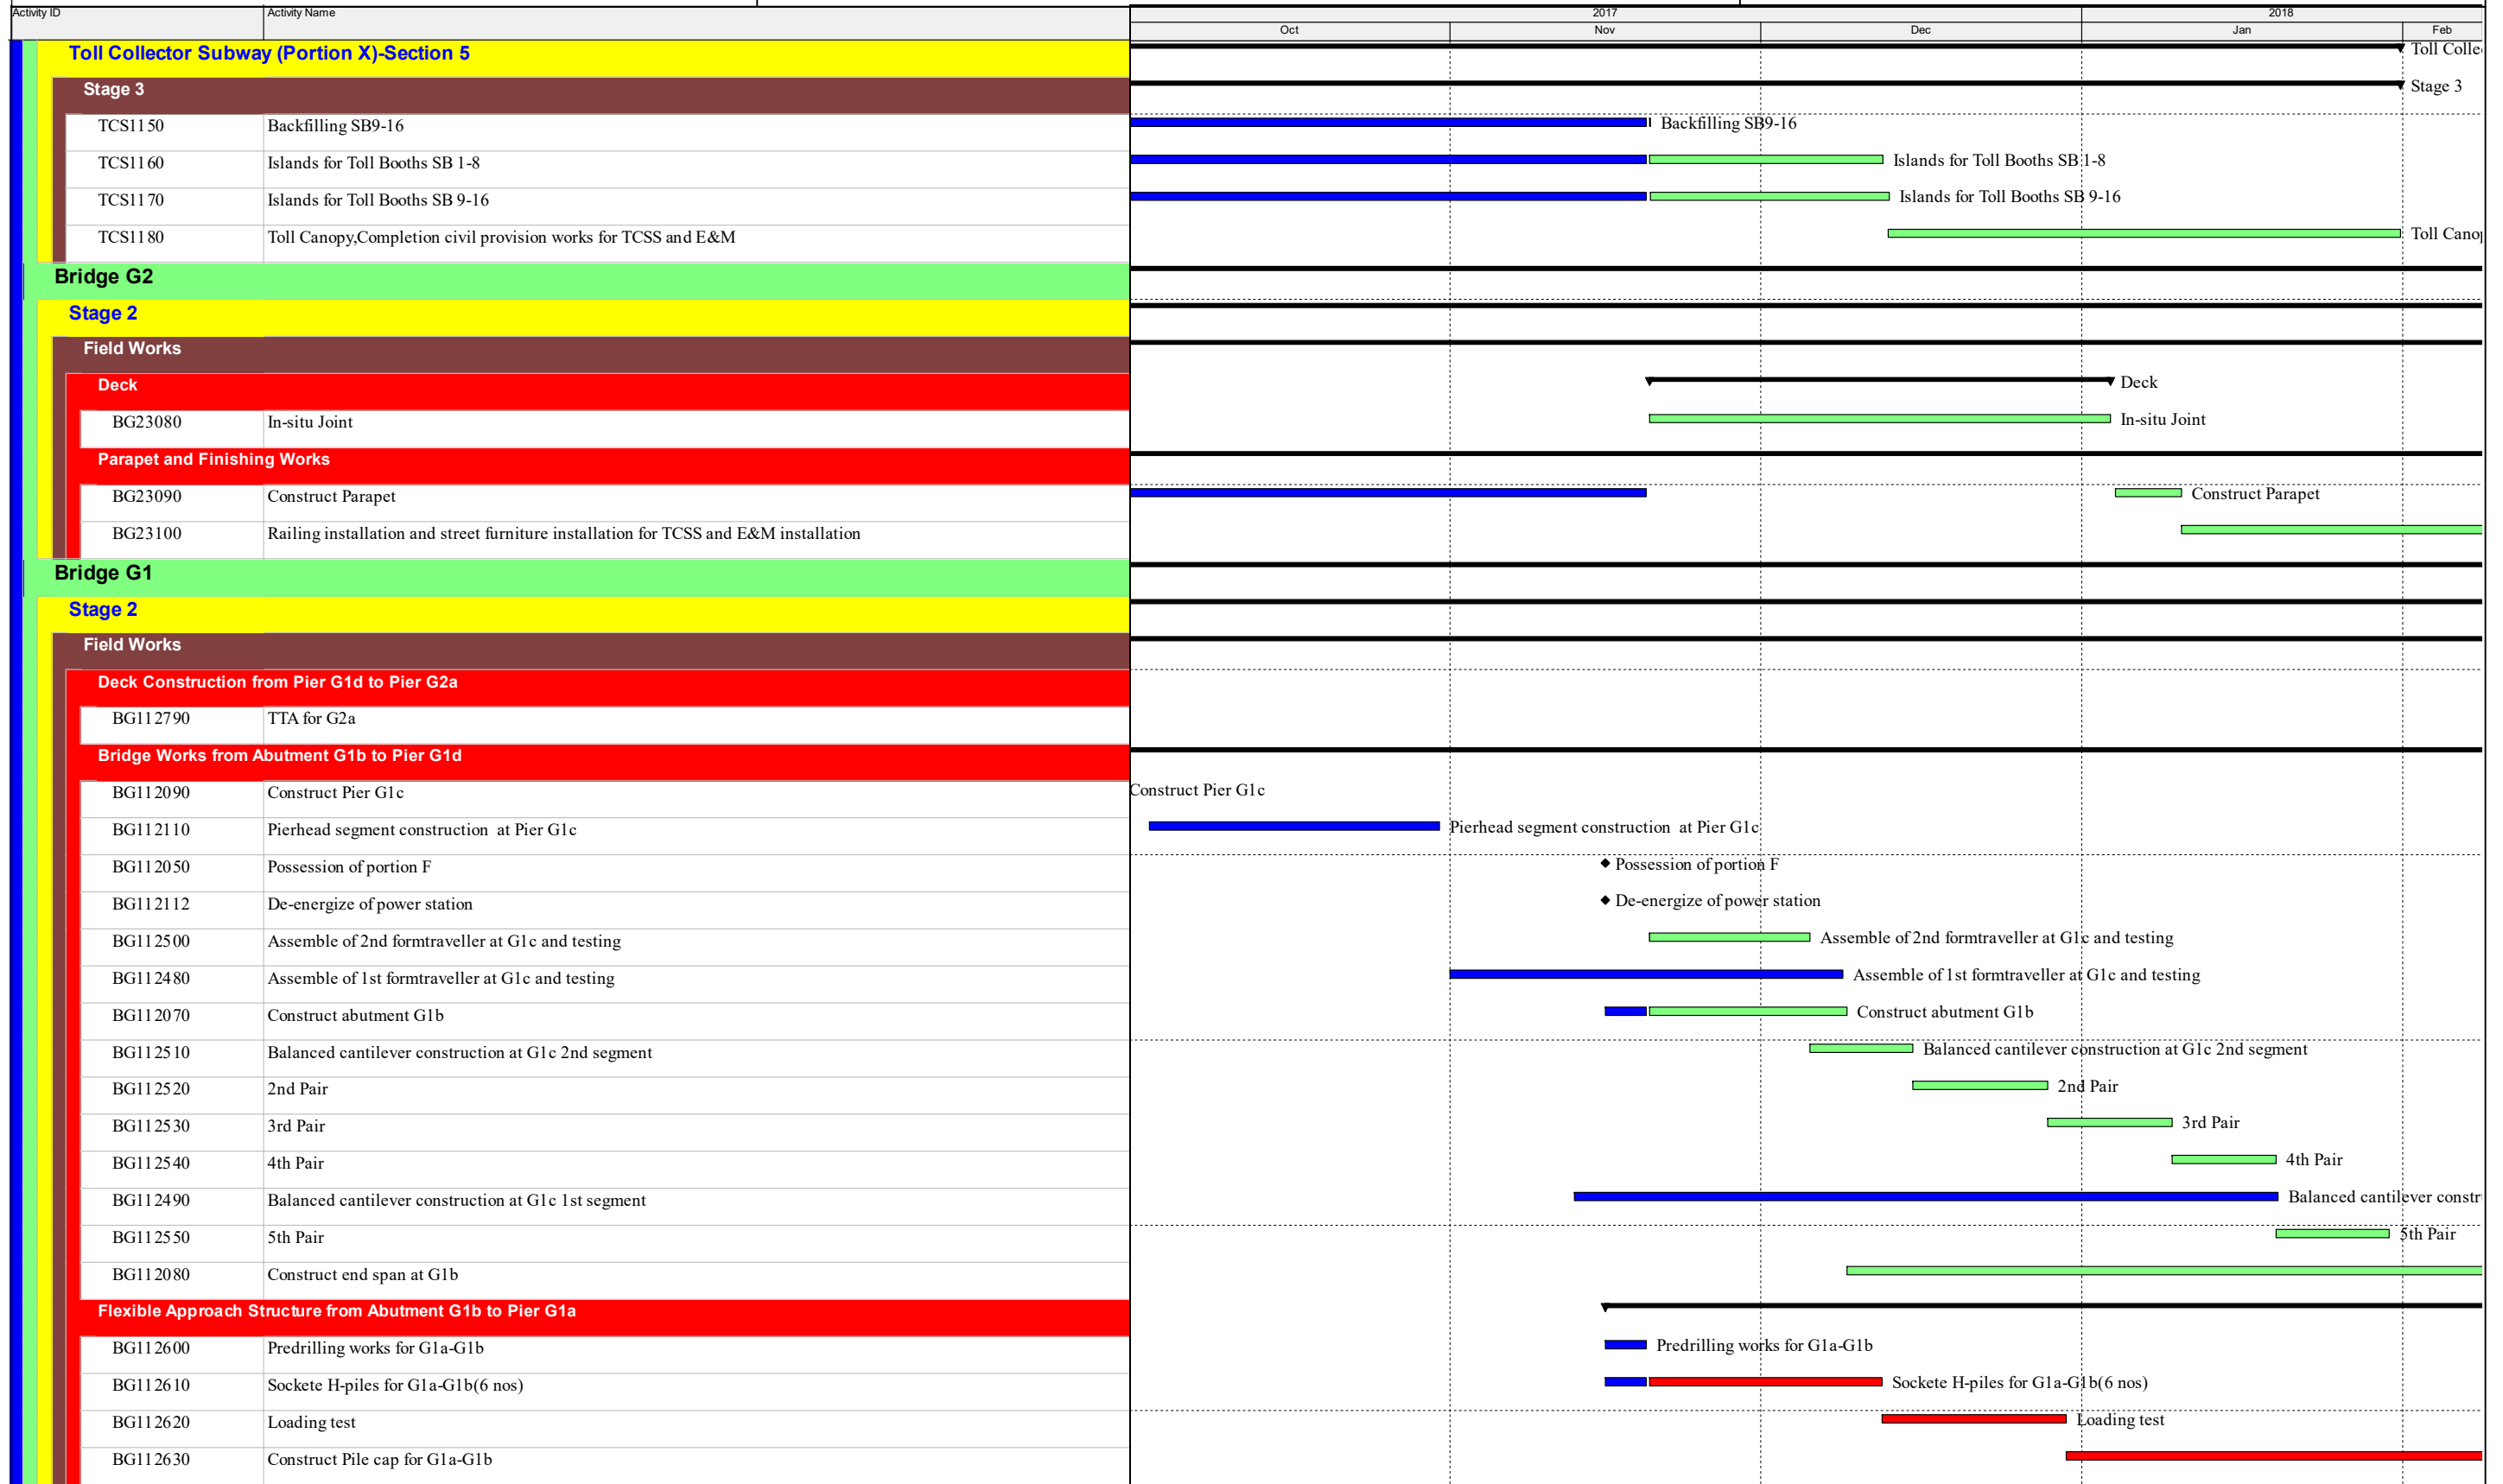 Activity ID Activity Name 2017 2018
Oct Nov Dec Jan Feb
Toll Collector Subway (Portion X)-Section 5 Toll Colle
Stage 3 Stage 3
TCS1150 Backfilling SB9-16 Backfilling SB9-16
TCS1160 Islands for Toll Booths SB 1-8 Islands for Toll Booths SB 1-8
TCS1170 Islands for Toll Booths SB 9-16 Islands for Toll Booths SB 9-16
TCS1180 Toll Canopy,Completion civil provision works for TCSS and E&M Toll Canop
Bridge G2
Stage 2
Field Works
Deck Deck
BG23080 In-situ Joint In-situ Joint
Parapet and Finishing Works
BG23090 Construct Parapet Construct Parapet
BG23100 Railing installation and street furniture installation for TCSS and E&M installation
Bridge G1
Stage 2
Field Works
Deck Construction from Pier G1d to Pier G2a
BG112790 TTA for G2a
Bridge Works from Abutment G1b to Pier G1d
BG112090 Construct Pier G1c Construct Pier G1c
BG112110 Pierhead segment construction at Pier G1c Pierhead segment construction at Pier G1c
BG112050 Possession of portion F Possession of portion F
BG112112 De-energize of power station De-energize of power station
BG112500 Assemble of 2nd formtraveller at G1c and testing Assemble of 2nd formtraveller at G1c and testing
BG112480 Assemble of 1st formtraveller at G1c and testing Assemble of 1st formtraveller at G1c and testing
BG112070 Construct abutment G1b Construct abutment G1b
BG112510 Balanced cantilever construction at G1c 2nd segment Balanced cantilever construction at G1c 2nd segment
BG112520 2nd Pair 2nd Pair
BG112530 3rd Pair 3rd Pair
BG112540 4th Pair 4th Pair
BG112490 Balanced cantilever construction at G1c 1st segment Balanced cantilever constr
BG112550 5th Pair 5th Pair
BG112080 Construct end span at G1b
Flexible Approach Structure from Abutment G1b to Pier G1a
BG112600 Predrilling works for G1a-G1b Predrilling works for G1a-G1b
BG112610 Sockete H-piles for G1a-G1b(6 nos) Sockete H-piles for G1a-G1b(6 nos)
BG112620 Loading test Loading test
BG112630 Construct Pile cap for G1a-G1b